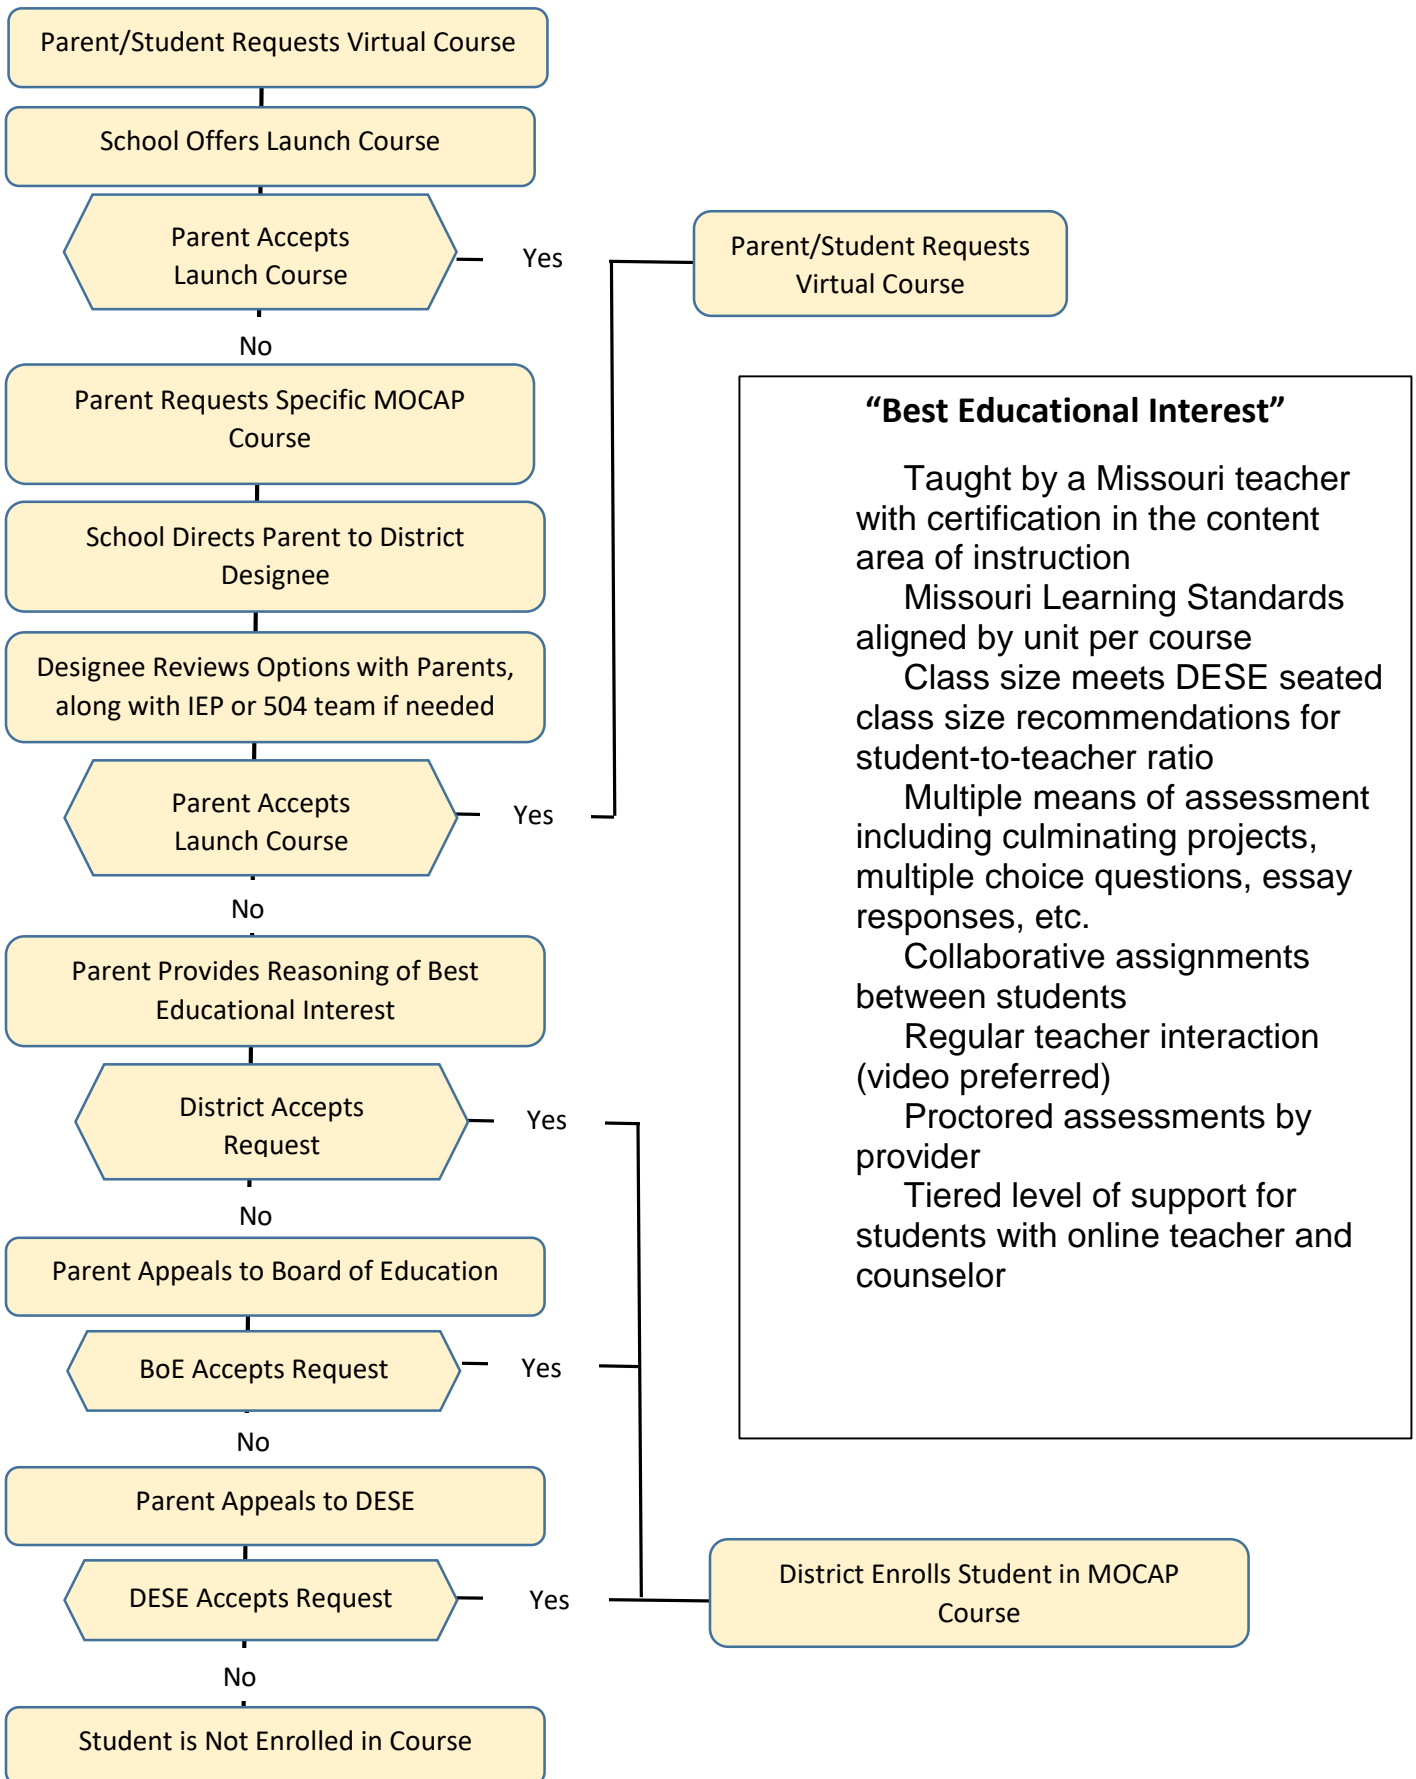 Parent/Student Requests Virtual Course
School Offers Launch Course
Parent Accepts
Launch Course
Yes
Parent/Student Requests
Virtual Course
No
Parent Requests Specific MOCAP
Course
School Directs Parent to District
Designee
Designee Reviews Options with Parents,
along with IEP or 504 team if needed
Parent Accepts
Launch Course
Yes
No
Parent Provides Reasoning of Best
Educational Interest
District Accepts
Request
Yes
No
Parent Appeals to Board of Education
BoE Accepts Request
Yes
No
Parent Appeals to DESE
DESE Accepts Request
Yes
District Enrolls Student in MOCAP
Course
No
Student is Not Enrolled in Course
“Best Educational Interest”
Taught by a Missouri teacher
with certification in the content
area of instruction
Missouri Learning Standards
aligned by unit per course
Class size meets DESE seated
class size recommendations for
student-to-teacher ratio
Multiple means of assessment
including culminating projects,
multiple choice questions, essay
responses, etc.
Collaborative assignments
between students
Regular teacher interaction
(video preferred)
Proctored assessments by
provider
Tiered level of support for
students with online teacher and
counselor